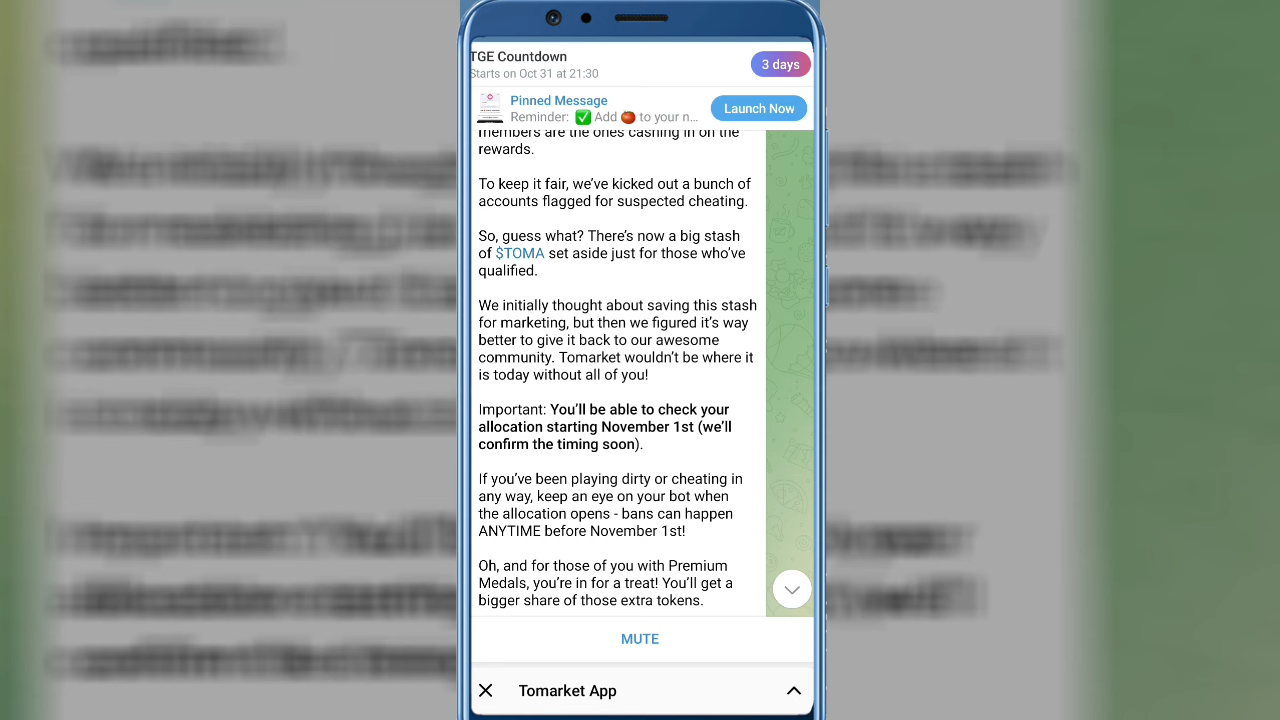 TGE Countdown
Starts on Oct 31 at 21:30
3 days
Pinned Message
Reminder: ✅ Add 🍅 to your n...
Launch Now
members are the ones cashing in on the
rewards.
To keep it fair, we've kicked out a bunch of
accounts flagged for suspected cheating.
So, guess what? There's now a big stash
of $TOMA set aside just for those who've
qualified.
We initially thought about saving this stash
for marketing, but then we figured it's way
better to give it back to our awesome
community. Tomarket wouldn't be where it
is today without all of you!
Important: You'll be able to check your
allocation starting November 1st (we'll
confirm the timing soon).
If you've been playing dirty or cheating in
any way, keep an eye on your bot when
the allocation opens - bans can happen
ANYTIME before November 1st!
Oh, and for those of you with Premium
Medals, you're in for a treat! You'll get a
bigger share of those extra tokens.
MUTE
Tomarket App